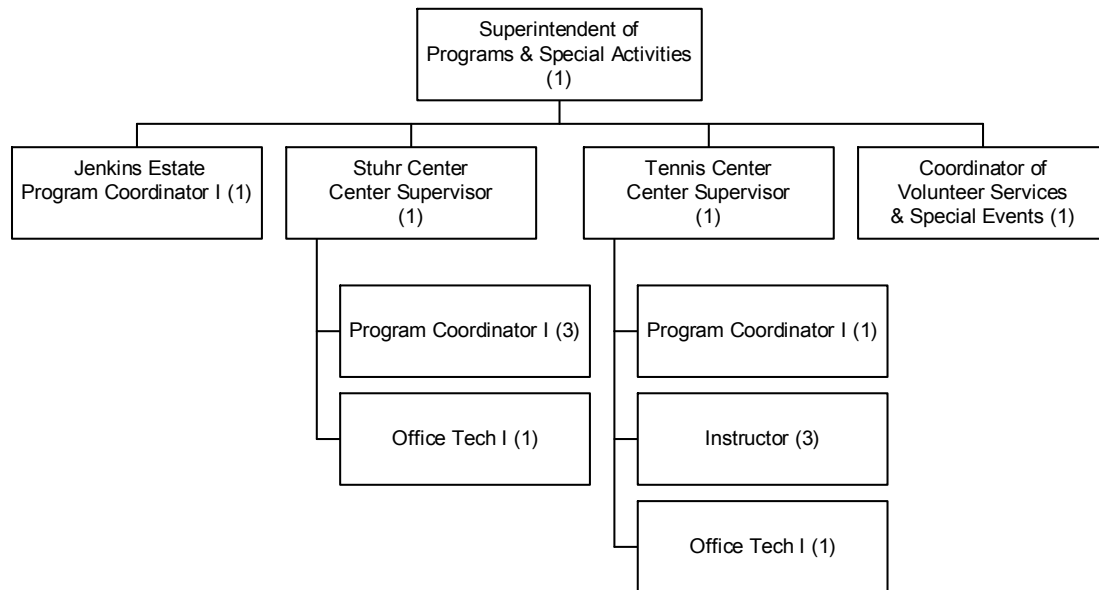 Superintendent of
Programs & Special Activities
(1)
Jenkins Estate
Program Coordinator I (1)
Stuhr Center
Center Supervisor
(1)
Tennis Center
Center Supervisor
(1)
Coordinator of
Volunteer Services
& Special Events (1)
Program Coordinator I (3)
Office Tech I (1)
Program Coordinator I (1)
Instructor (3)
Office Tech I (1)